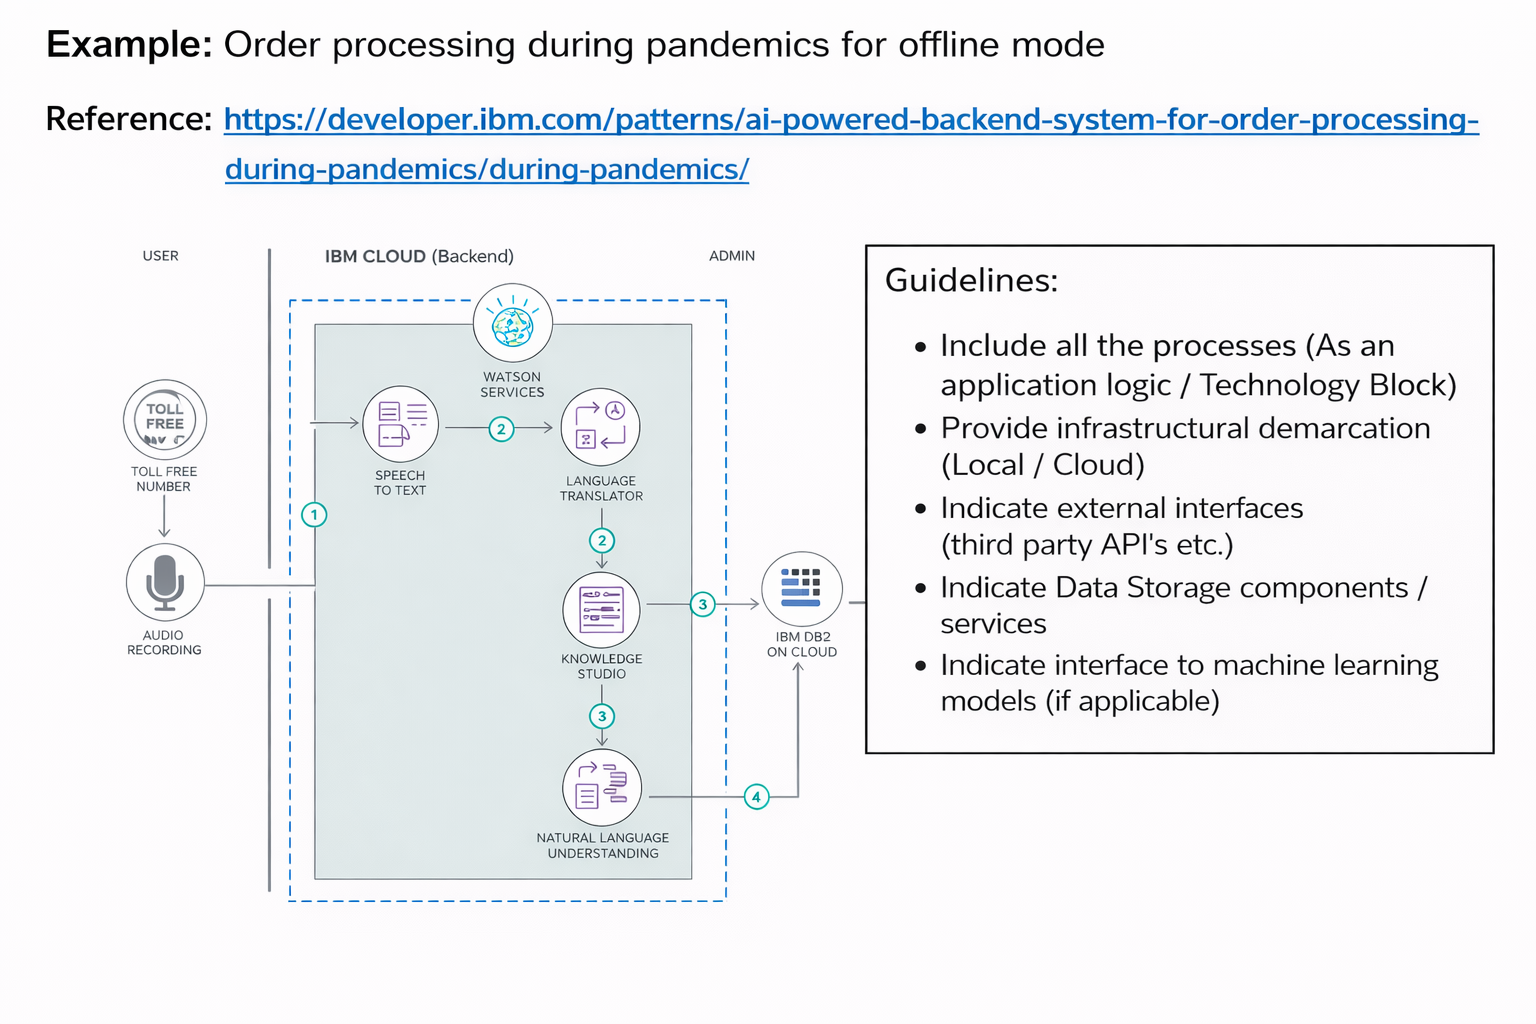 Example: Order processing during pandemics for offline mode
Reference: https://developer.ibm.com/patterns/ai-powered-backend-system-for-order-processing-
during-pandemics/during-pandemics/
USER
IBM CLOUD (Backend)
ADMIN
WATSON
SERVICES
TOLL
FREE
TOLL FREE
NUMBER
SPEECH
TO TEXT
2
LANGUAGE
TRANSLATOR
1
2
AUDIO
RECORDING
KNOWLEDGE
STUDIO
3
IBM DB2
ON CLOUD
3
NATURAL LANGUAGE
UNDERSTANDING
4
Guidelines:
• Include all the processes (As an
application logic / Technology Block)
• Provide infrastructural demarcation
(Local / Cloud)
• Indicate external interfaces
(third party API's etc.)
• Indicate Data Storage components /
services
• Indicate interface to machine learning
models (if applicable)